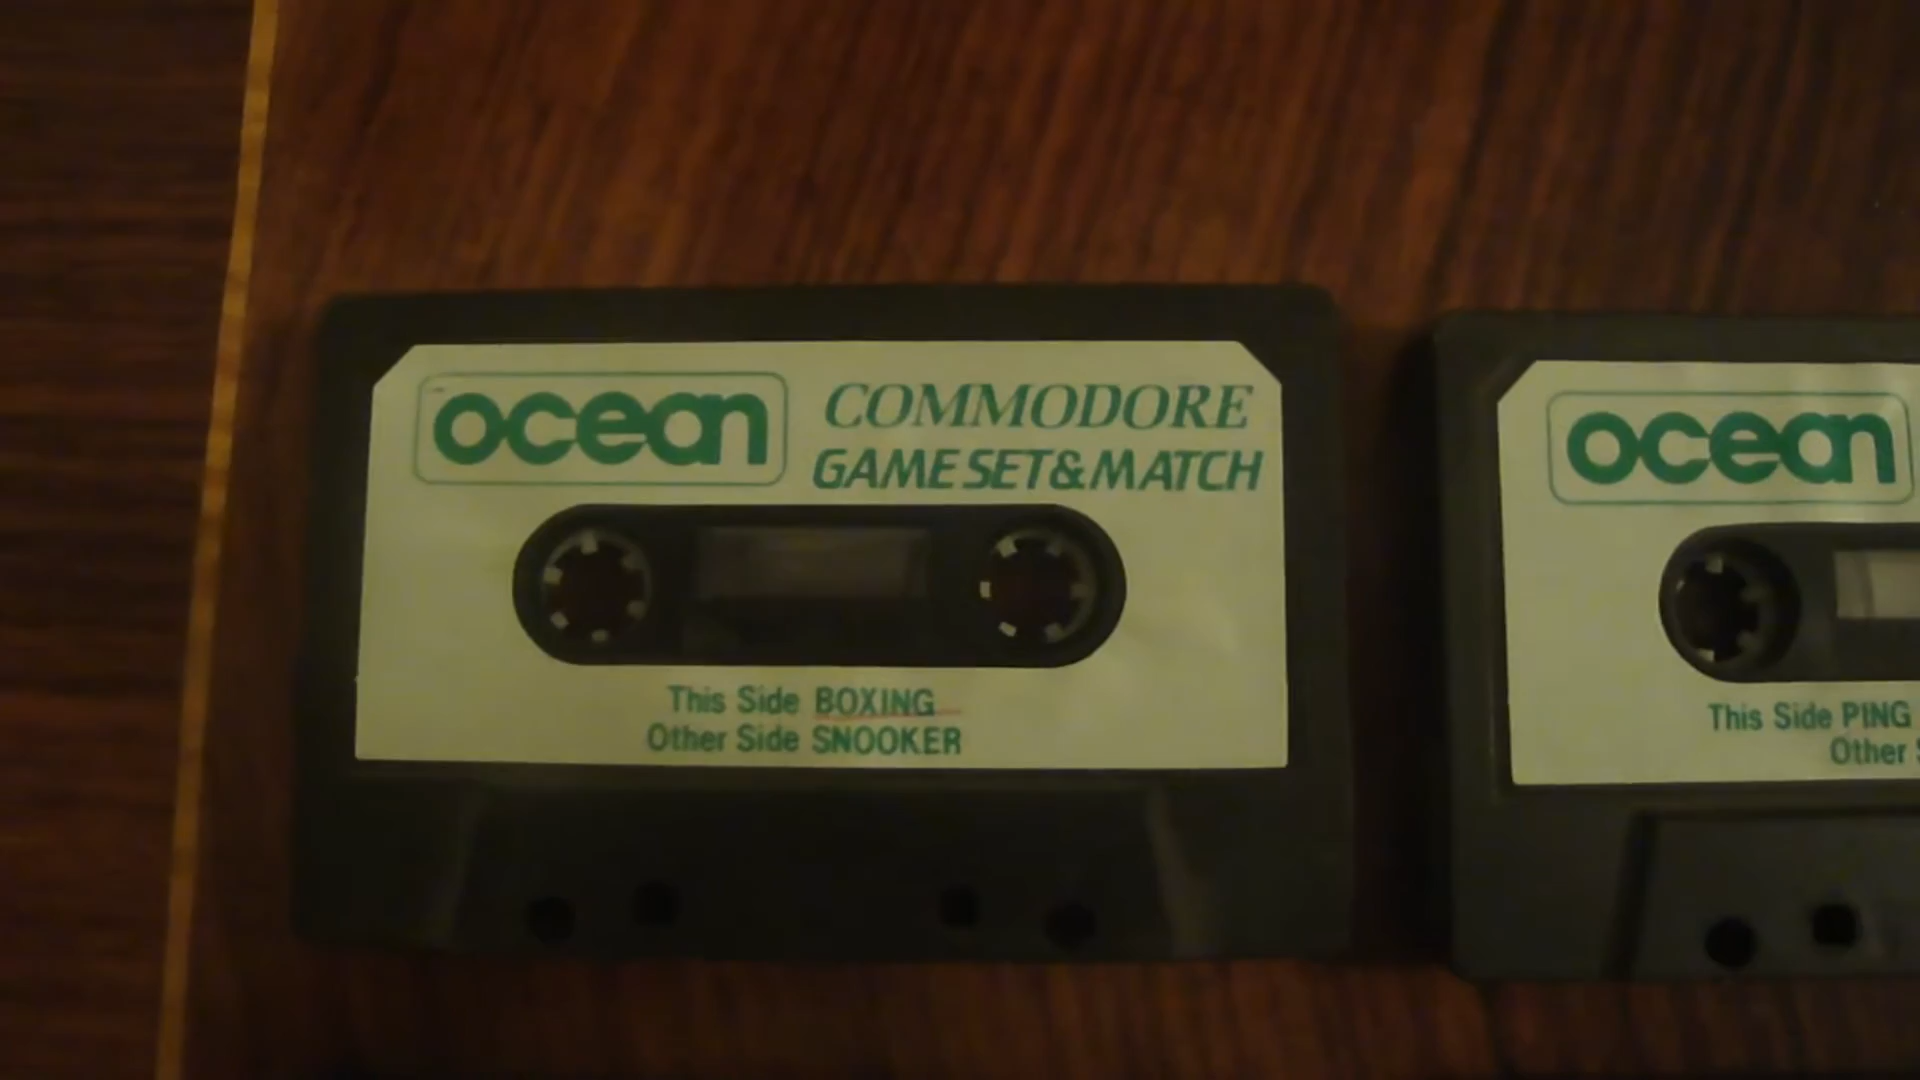 ocean
COMMODORE
GAME SET & MATCH
This Side BOXING
Other Side SNOOKER
ocean
This Side PING
Other